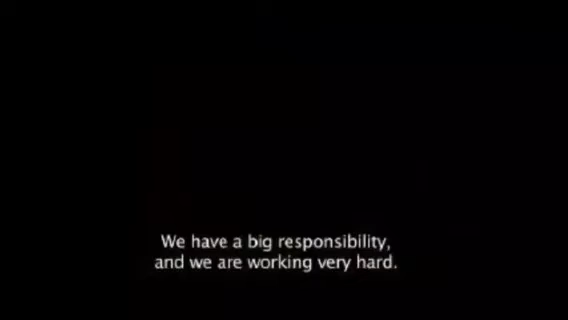 We have a big responsibility,
and we are working very hard.